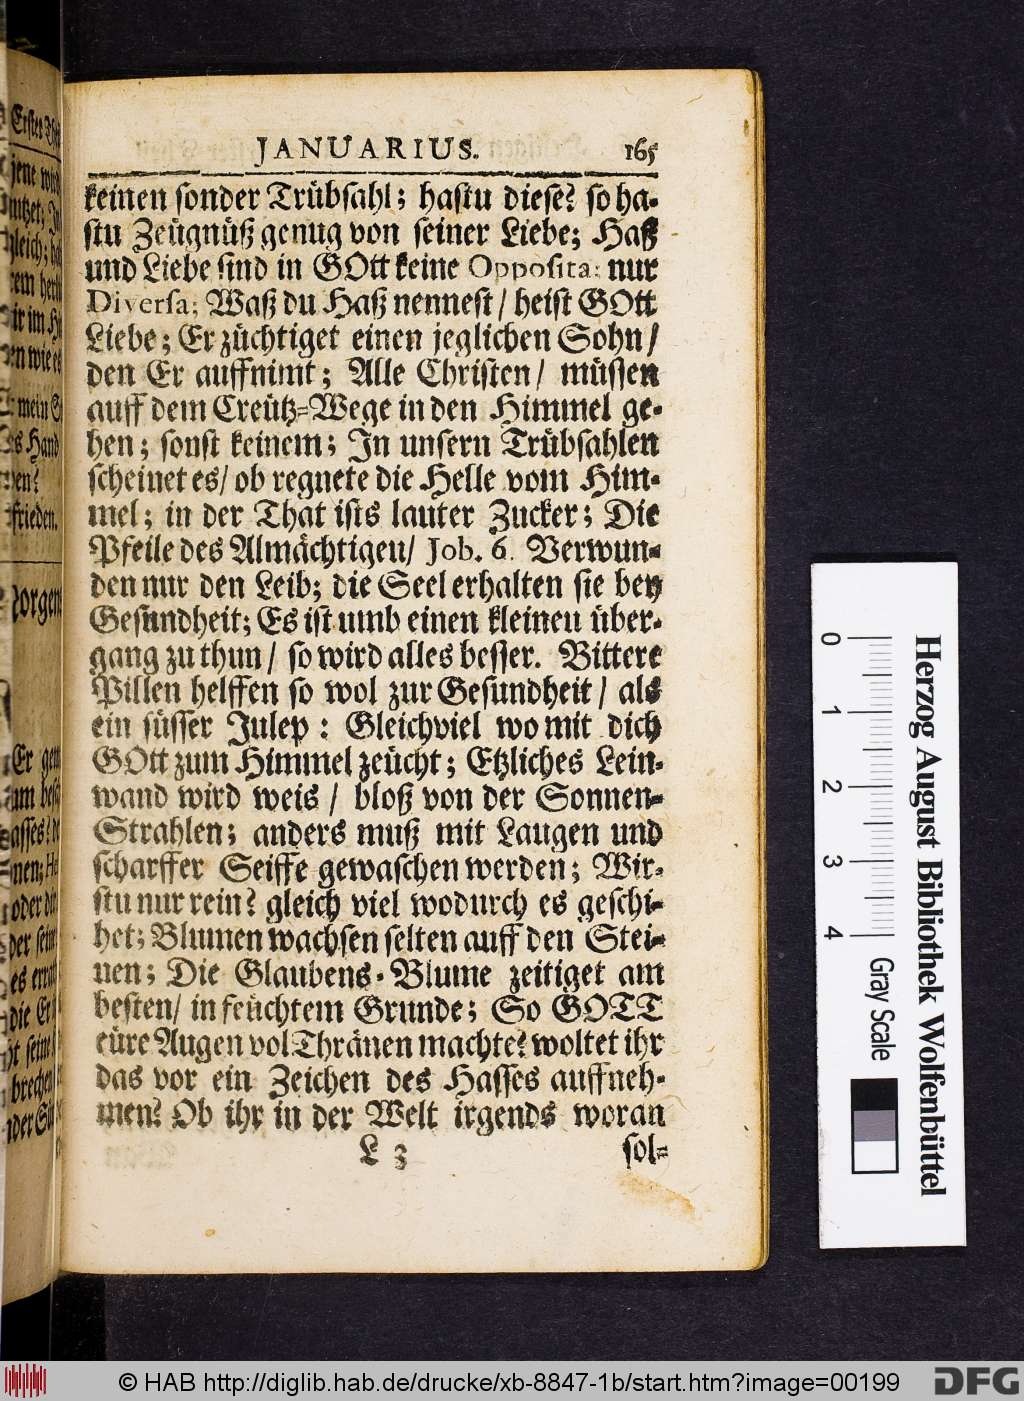 JANUARIUS. 165
keinen sonder Trübsahl; hastu diese? so ha-
stu Zeügnüß genug von seiner Liebe; Haß
und Liebe sind in GOtt keine Opposita: nur
Diversa; Waß du Haß nennest / heist GOtt
Liebe; Er züchtiget einen jeglichen Sohn /
den Er auffnimt; Alle Christen / müssen
auff dem Creütz-Wege in den Himmel ge-
hen; sonst keinem; In unsern Trübsahlen
scheinet es / ob regnete die Helle vom Him-
mel; in der That ists lauter Zucker; Die
Pfeile des Almächtigen / Job. 6. Verwun-
den nur den Leib; die Seel erhalten sie bey
Gesundheit; Es ist umb einen kleinen über-
gang zu thun / so wird alles besser. Bittere
Pillen helffen so wol zur Gesundheit / als
ein süsser Julep: Gleichviel wo mit dich
GOtt zum Himmel zeücht; Etzliches Lein-
wand wird weis / bloß von der Sonnen-
Strahlen; anders muß mit Laugen und
scharffer Seiffe gewaschen werden; Wir-
stu nur rein? gleich viel wodurch es geschi-
het; Blumen wachsen selten auff den Stei-
nen; Die Glaubens-Blume zeitiget am
besten / in feüchtem Grunde; So GOTT
eüre Augen vol Thränen machte? woltet ihr
das vor ein Zeichen des Hasses auffneh-
men? Ob ihr in der Welt irgends woran
L 3 sol-
Herzog August Bibliothek Wolfenbüttel
0 1 2 3 4 Gray Scale
© HAB http://diglib.hab.de/drucke/xb-8847-1b/start.htm?image=00199
DFG